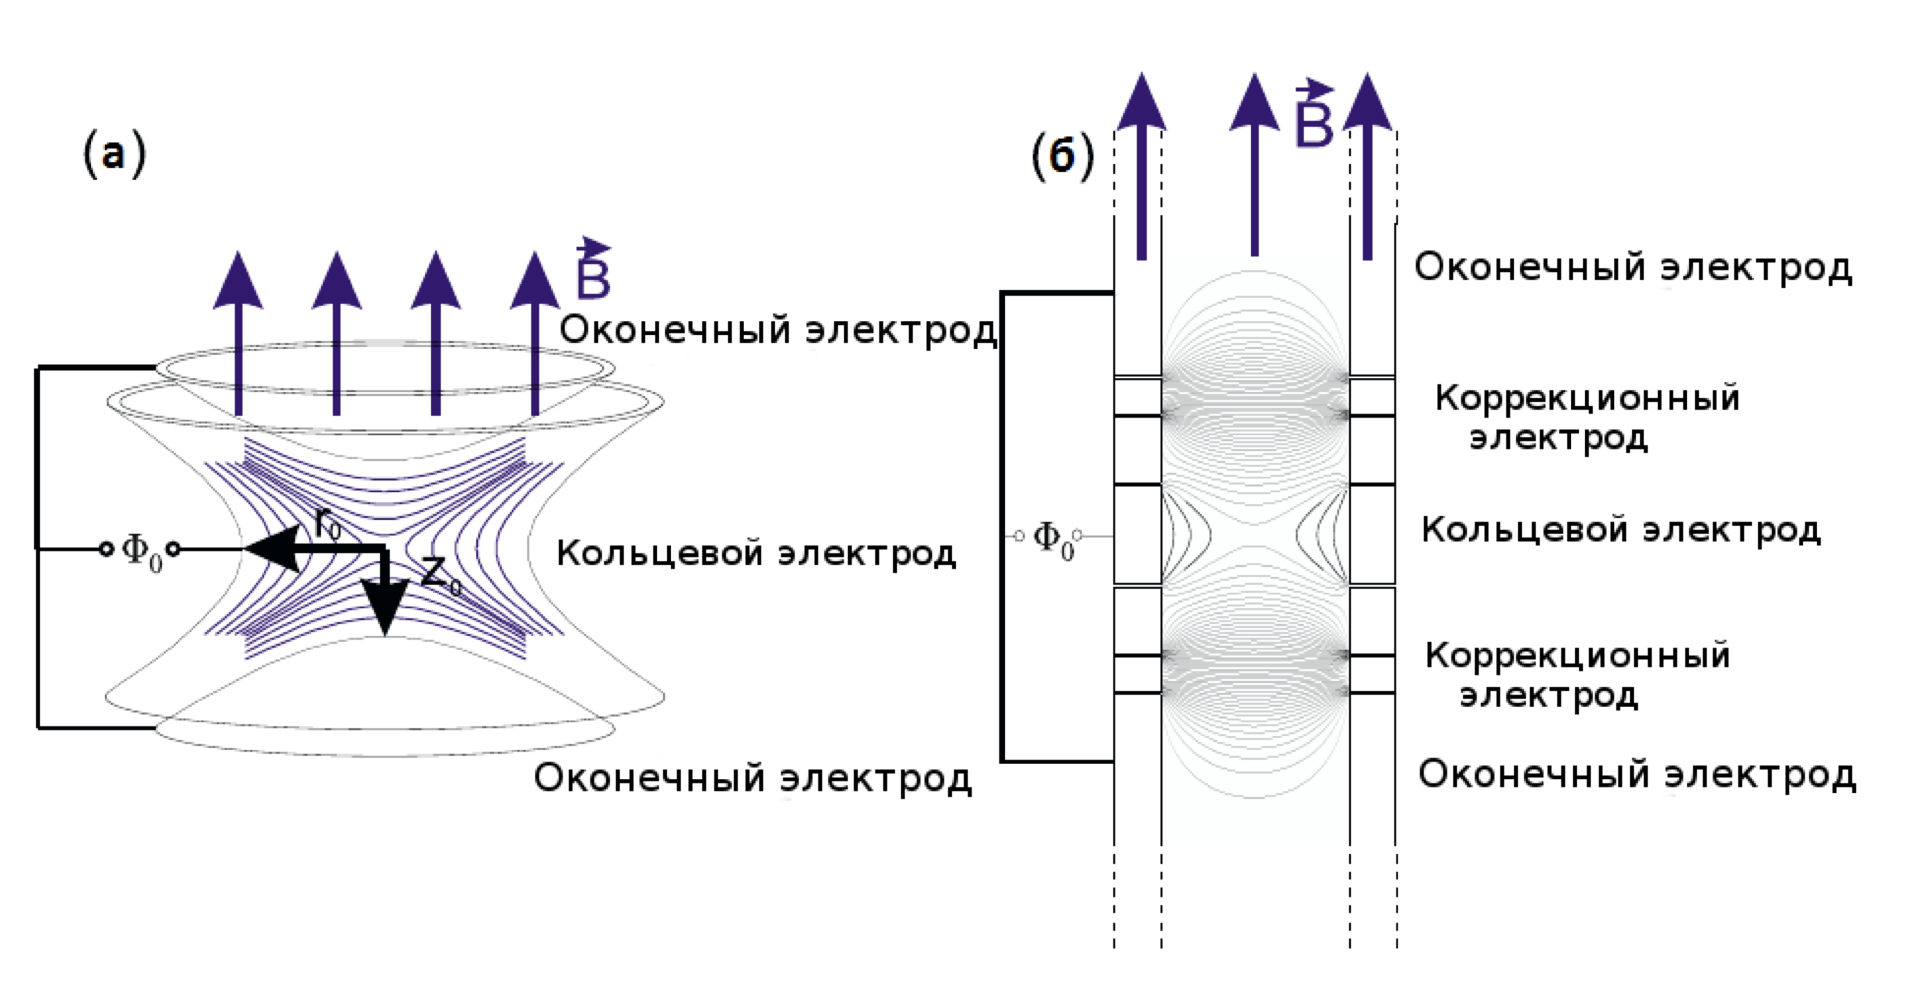 (а)
B
Оконечный электрод
r₀
Φ₀
z₀
Кольцевой электрод
Оконечный электрод
(б)
B
Оконечный электрод
Коррекционный
электрод
Φ₀
Кольцевой электрод
Коррекционный
электрод
Оконечный электрод